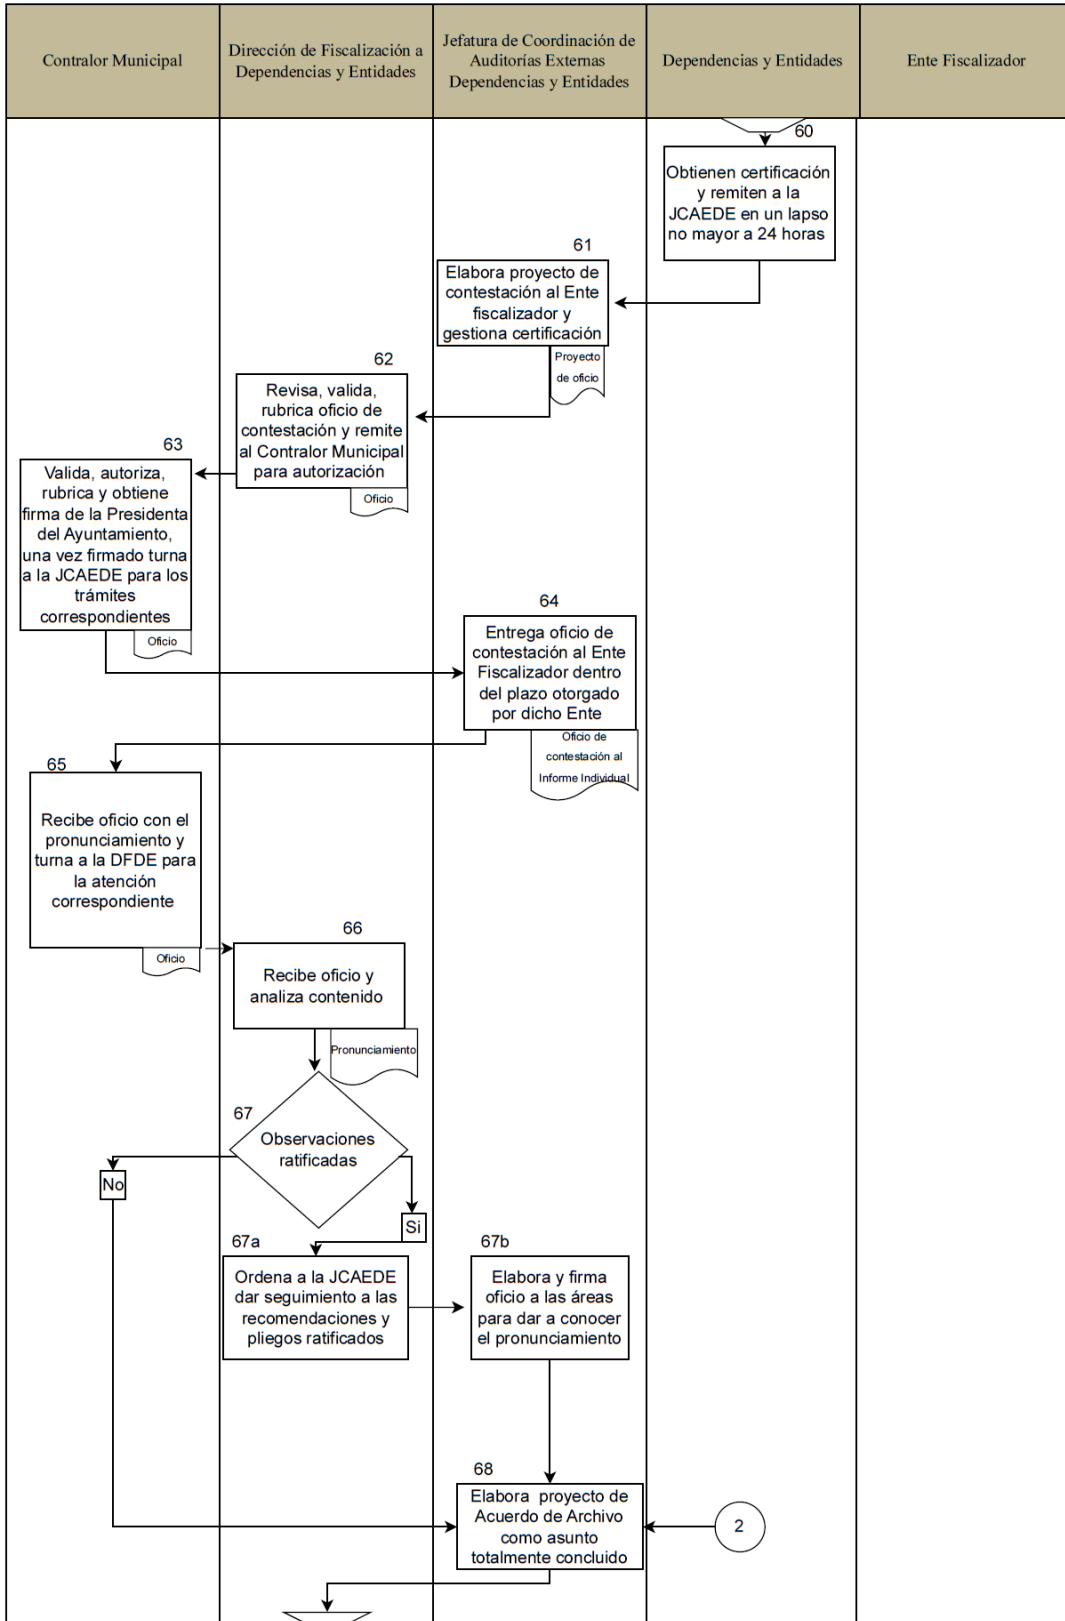 Contralor Municipal
Dirección de Fiscalización a
Dependencias y Entidades
Jefatura de Coordinación de
Auditorías Externas
Dependencias y Entidades
Dependencias y Entidades
Ente Fiscalizador
60
Obtienen certificación
y remiten a la
JCAEDE en un lapso
no mayor a 24 horas
61
Elabora proyecto de
contestación al Ente
fiscalizador y
gestiona certificación
Proyecto
de oficio
62
Revisa, valida,
rubrica oficio de
contestación y remite
al Contralor Municipal
para autorización
Oficio
63
Valida, autoriza,
rubrica y obtiene
firma de la Presidenta
del Ayuntamiento,
una vez firmado turna
a la JCAEDE para los
trámites
correspondientes
Oficio
64
Entrega oficio de
contestación al Ente
Fiscalizador dentro
del plazo otorgado
por dicho Ente
Oficio de
contestación al
Informe Individual
65
Recibe oficio con el
pronunciamiento y
turna a la DFDE para
la atención
correspondiente
Oficio
66
Recibe oficio y
analiza contenido
Pronunciamiento
67
Observaciones
ratificadas
No
Si
67a
Ordena a la JCAEDE
dar seguimiento a las
recomendaciones y
pliegos ratificados
67b
Elabora y firma
oficio a las áreas
para dar a conocer
el pronunciamiento
68
Elabora proyecto de
Acuerdo de Archivo
como asunto
totalmente concluido
2